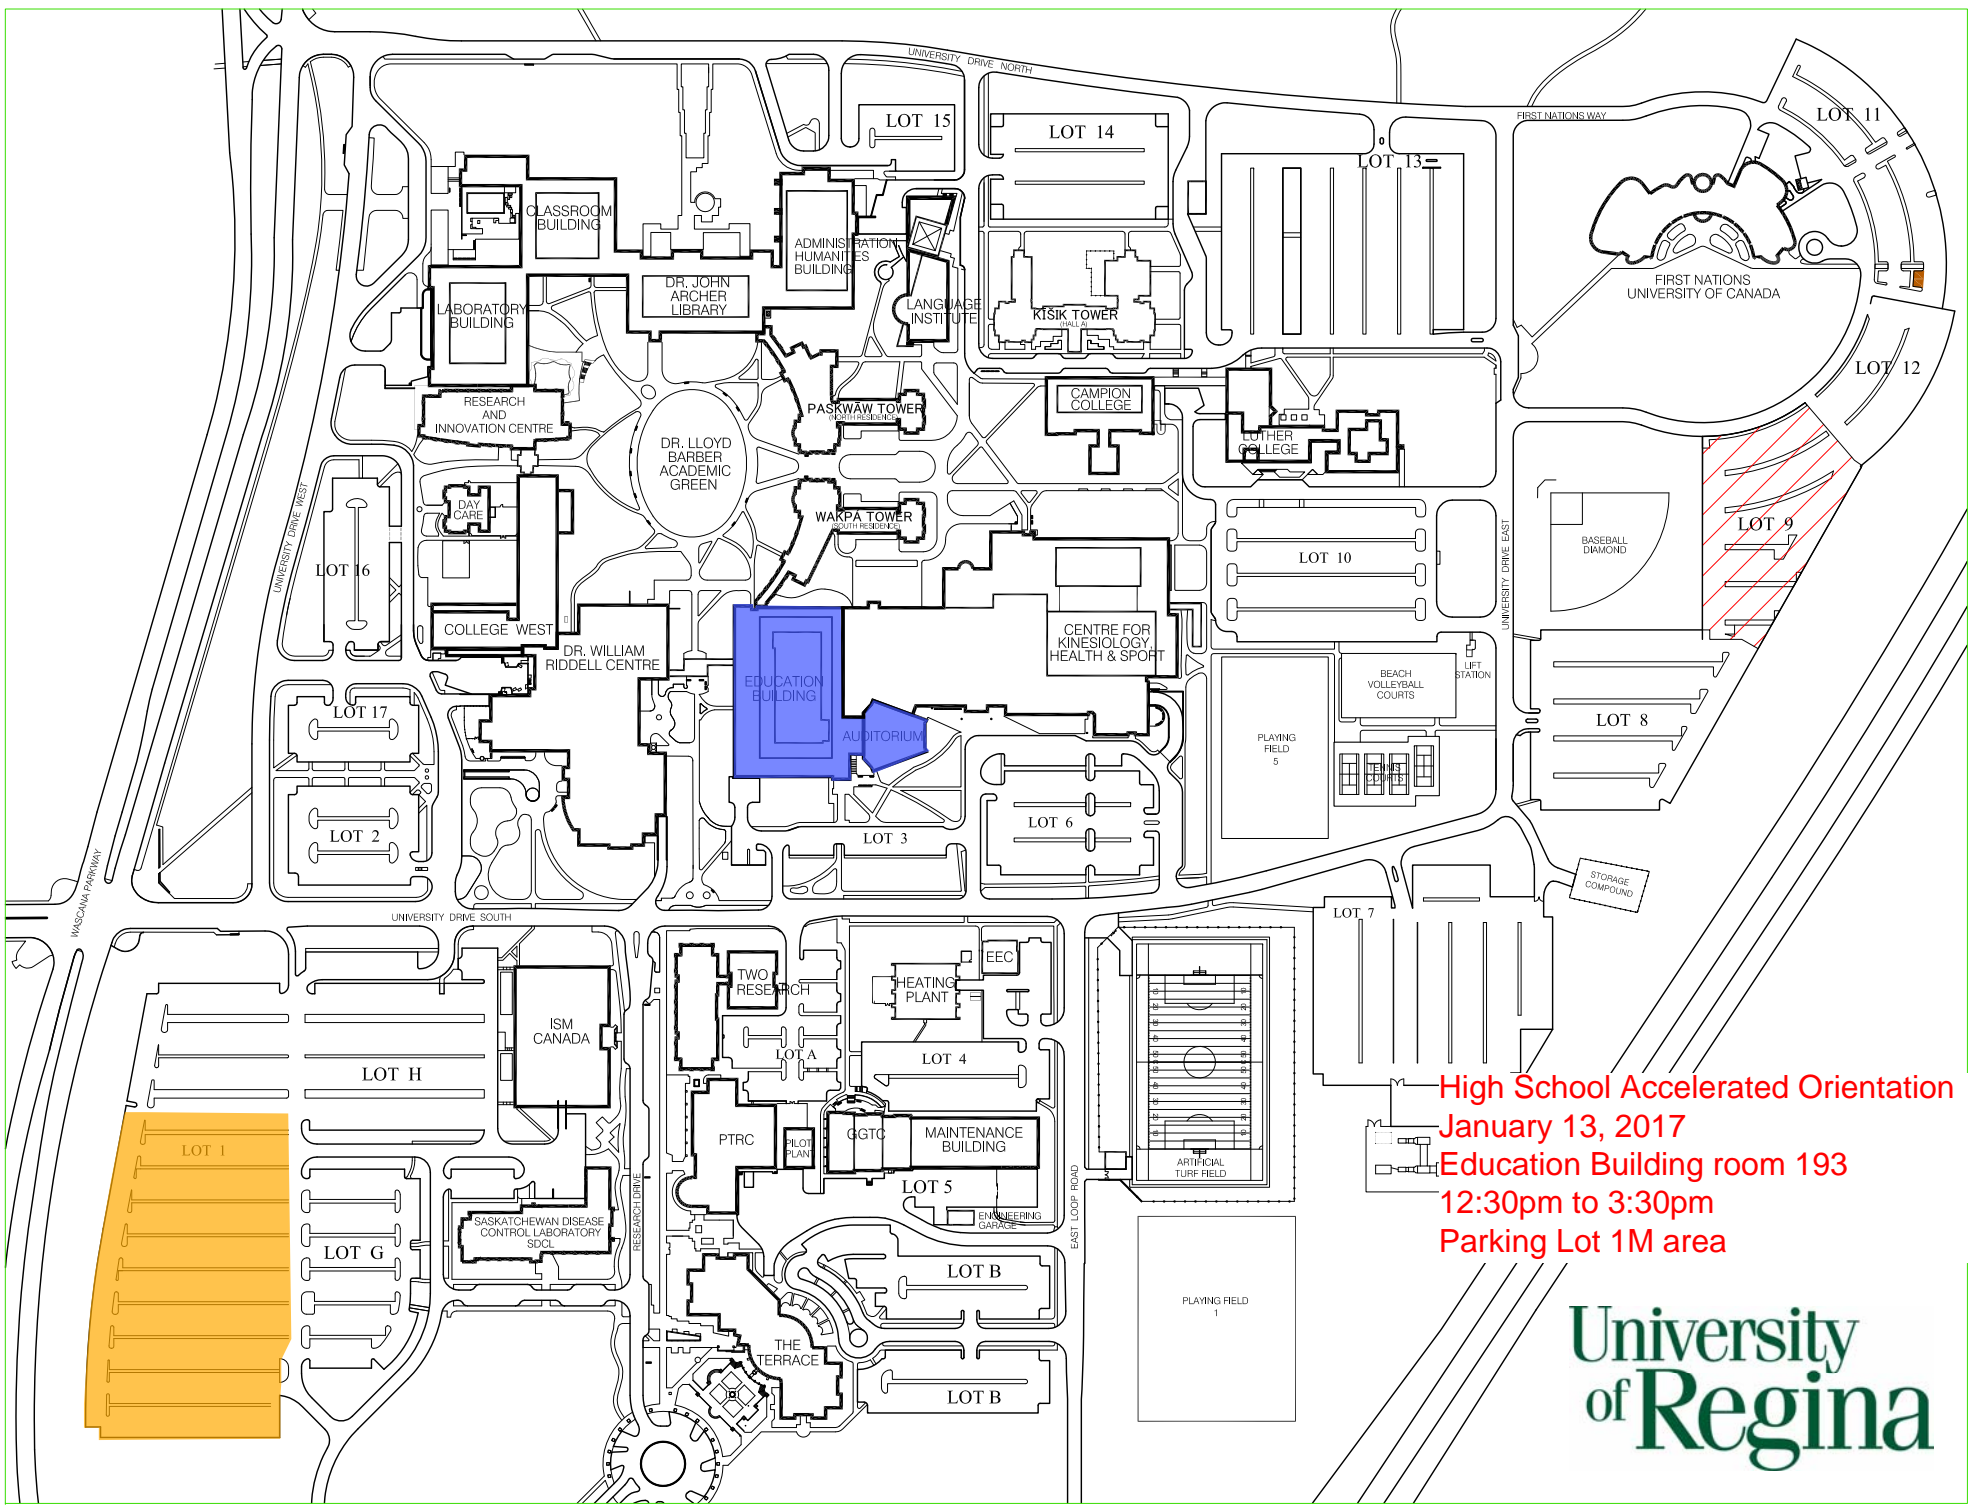 UNIVERSITY DRIVE NORTH
FIRST NATIONS WAY
LOT 11
LOT 15
LOT 14
LOT 13
CLASSROOM
BUILDING
ADMINISTRATION
HUMANITIES
BUILDING
DR. JOHN
ARCHER
LIBRARY
LABORATORY
BUILDING
LANGUAGE
INSTITUTE
KĪŠIK TOWER
(HALL A)
FIRST NATIONS
UNIVERSITY OF CANADA
LOT 12
RESEARCH
AND
INNOVATION CENTRE
PASKWĀW TOWER
(NORTH RESIDENCE)
CAMPION
COLLEGE
LUTHER
COLLEGE
DR. LLOYD
BARBER
ACADEMIC
GREEN
DAY
CARE
WAKPÁ TOWER
(SOUTH RESIDENCE)
UNIVERSITY DRIVE WEST
LOT 16
LOT 10
UNIVERSITY DRIVE EAST
BASEBALL
DIAMOND
LOT 9
COLLEGE WEST
DR. WILLIAM
RIDDELL CENTRE
EDUCATION
BUILDING
AUDITORIUM
CENTRE FOR
KINESIOLOGY,
HEALTH & SPORT
BEACH
VOLLEYBALL
COURTS
LIFT
STATION
LOT 17
LOT 8
PLAYING
FIELD
5
TENNIS
COURTS
LOT 2
LOT 3
LOT 6
WASCANA PARKWAY
STORAGE
COMPOUND
UNIVERSITY DRIVE SOUTH
LOT 7
TWO
RESEARCH
HEATING
PLANT
EEC
ISM
CANADA
LOT A
LOT 4
LOT H
PTRC
PILOT
PLANT
GGTC
MAINTENANCE
BUILDING
ARTIFICIAL
TURF FIELD
LOT 1
LOT 5
ENGINEERING
GARAGE
EAST LOOP ROAD
RESEARCH DRIVE
SASKATCHEWAN DISEASE
CONTROL LABORATORY
SDCL
LOT G
LOT B
THE
TERRACE
LOT B
PLAYING FIELD
1
High School Accelerated Orientation
January 13, 2017
Education Building room 193
12:30pm to 3:30pm
Parking Lot 1M area
University
of Regina